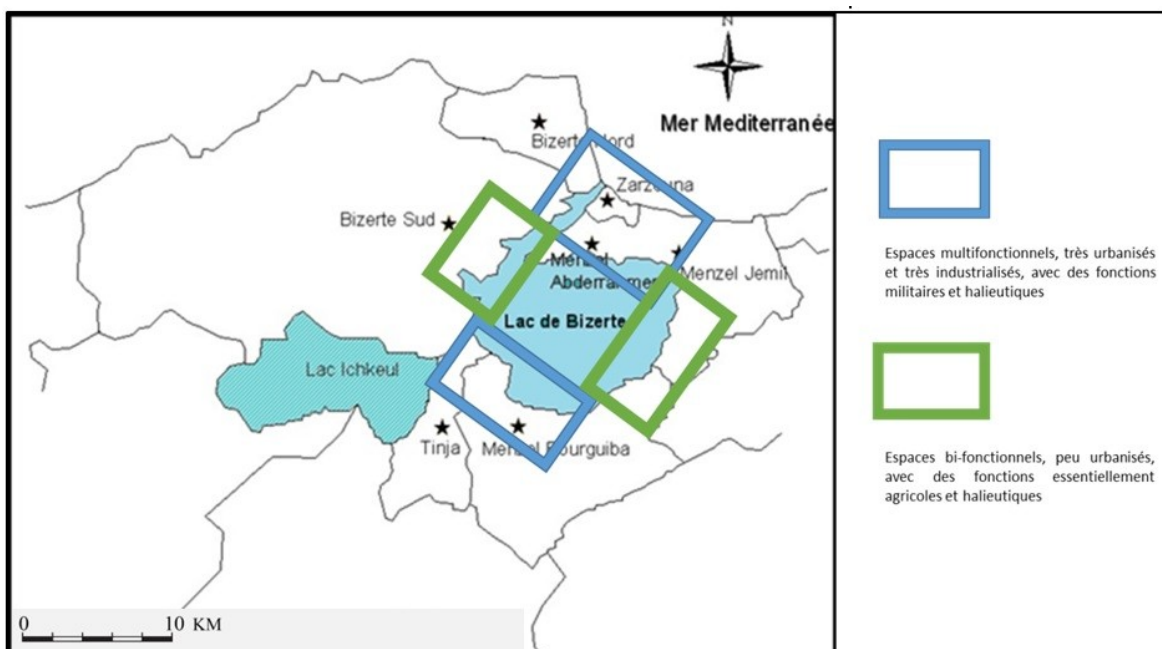 N
Mer Mediterranée
Bizerte Nord
Zarzouna
Bizerte Sud
Menzel
Abderrahmen
Menzel Jemil
Lac de Bizerte
Lac Ichkeul
Tinja
Menzel Bourguiba
0 10 KM
Espaces multifonctionnels, très urbanisés
et très industrialisés, avec des fonctions
militaires et halieutiques
Espaces bi-fonctionnels, peu urbanisés,
avec des fonctions essentiellement
agricoles et halieutiques